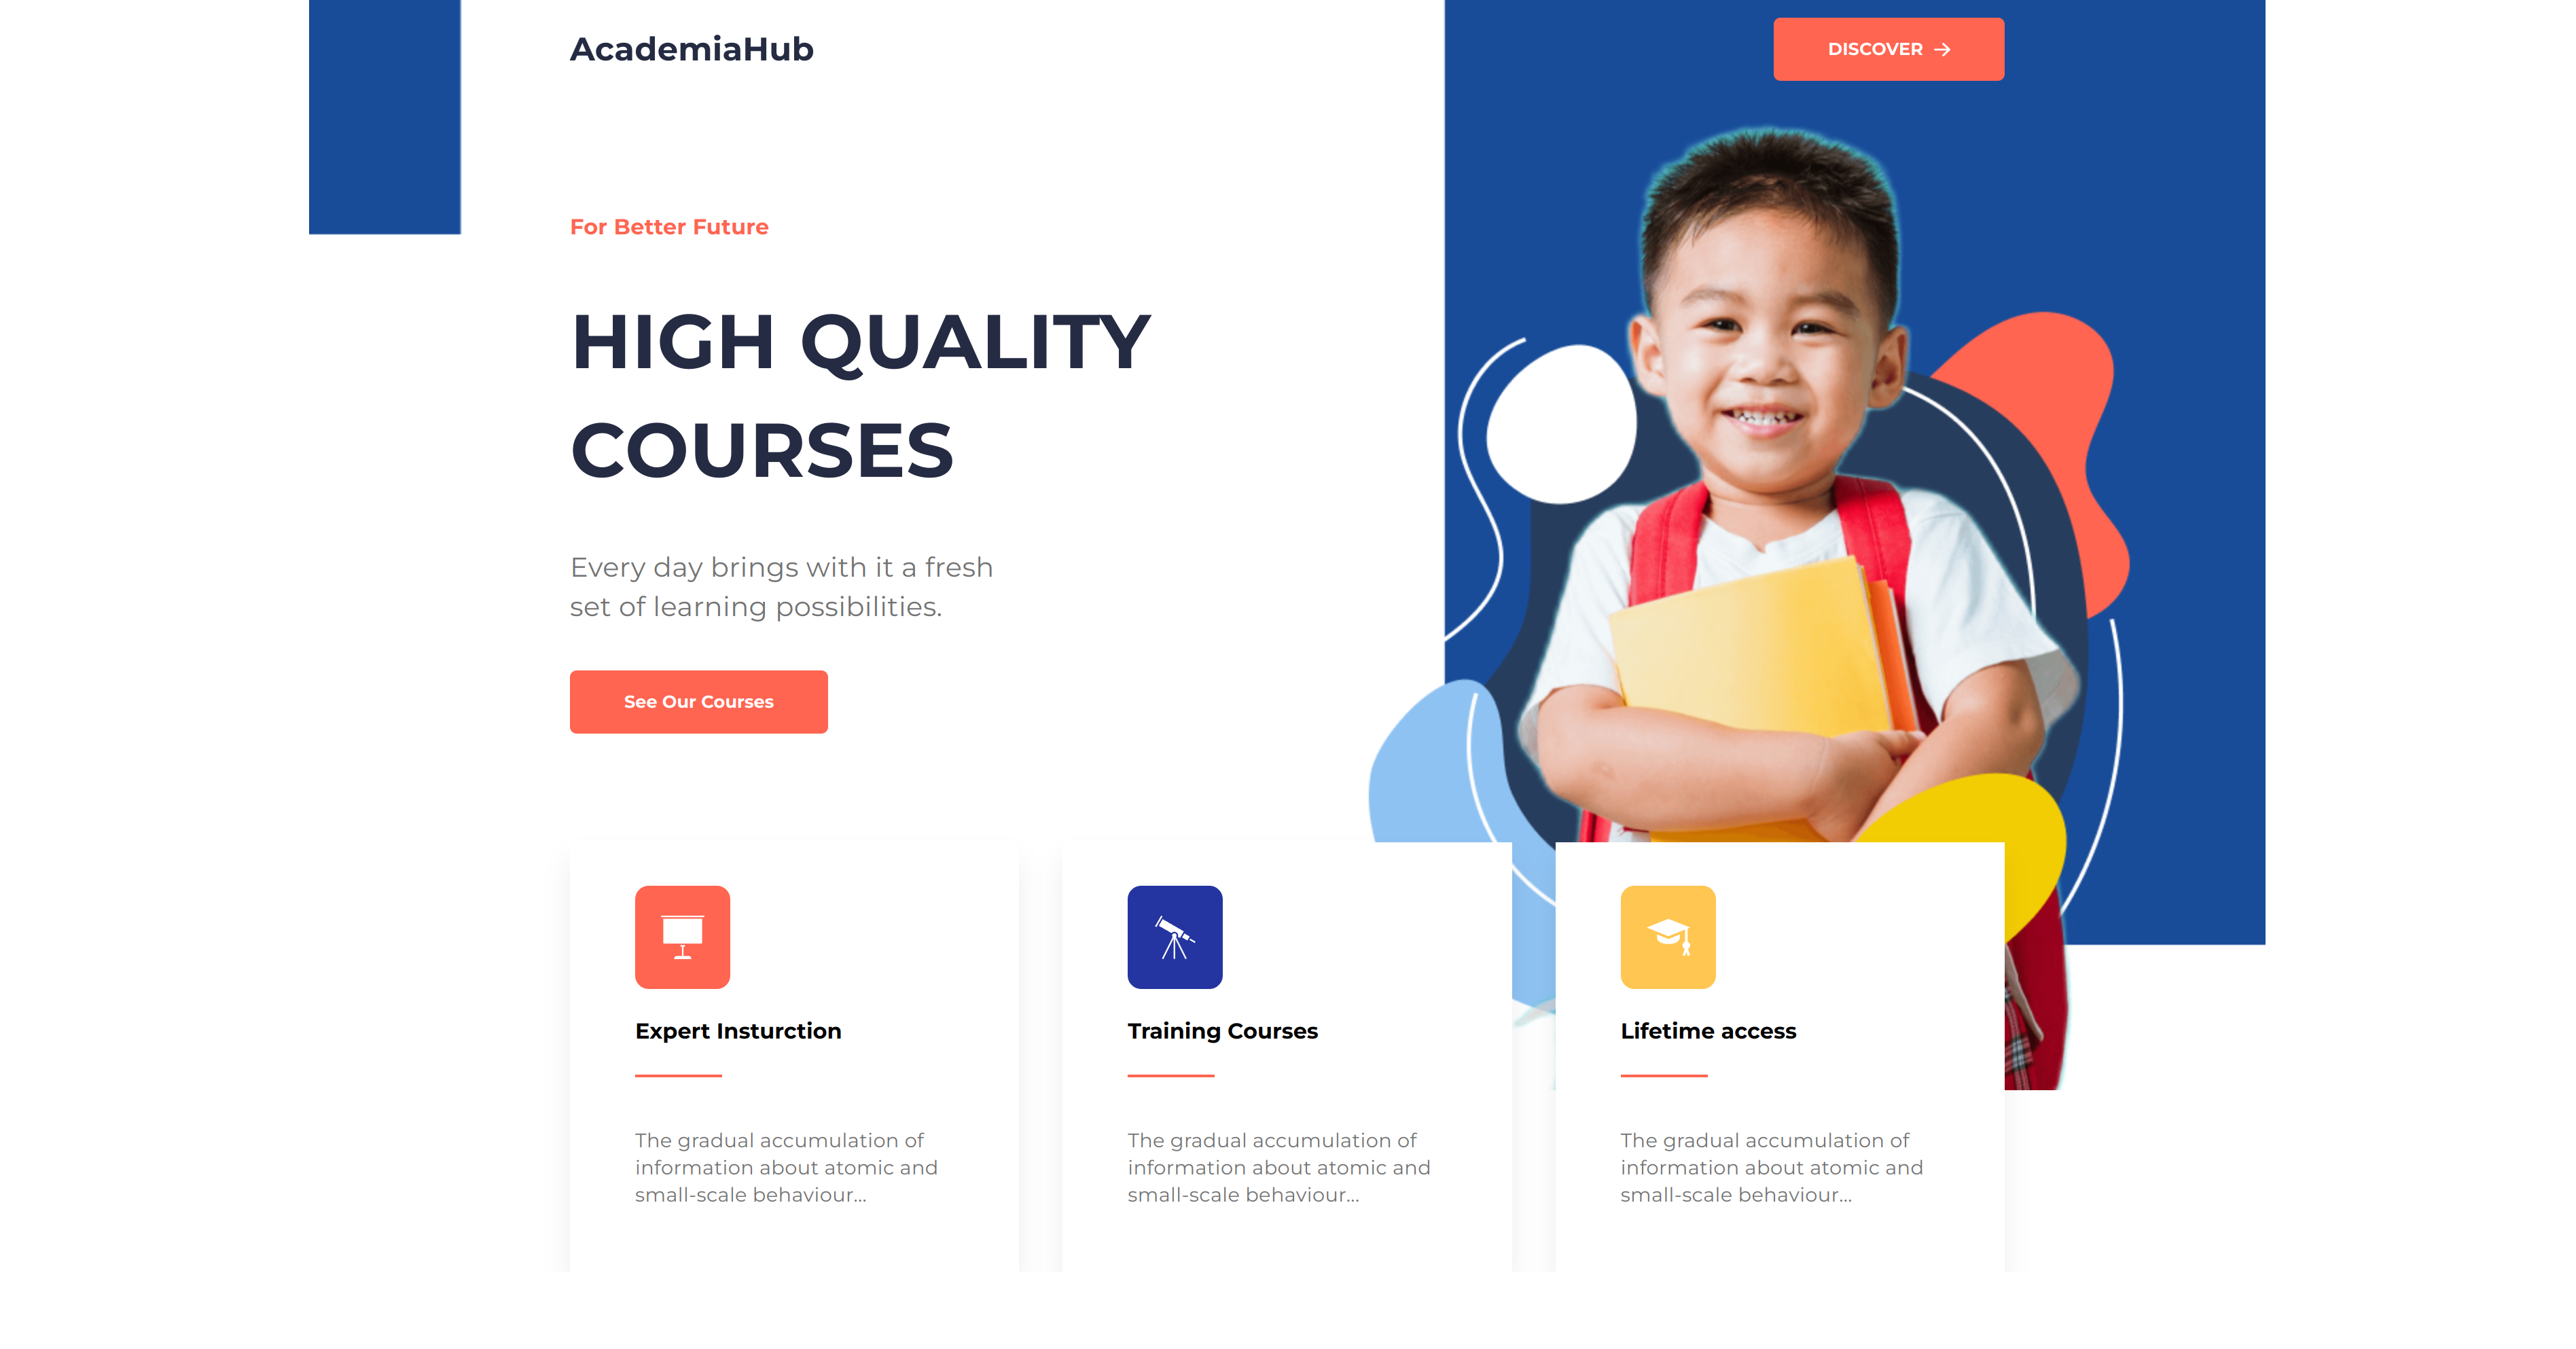 AcademiaHub
DISCOVER →
For Better Future
HIGH QUALITY
COURSES
Every day brings with it a fresh
set of learning possibilities.
See Our Courses
Expert Insturction
The gradual accumulation of
information about atomic and
small-scale behaviour...
Training Courses
The gradual accumulation of
information about atomic and
small-scale behaviour...
Lifetime access
The gradual accumulation of
information about atomic and
small-scale behaviour...